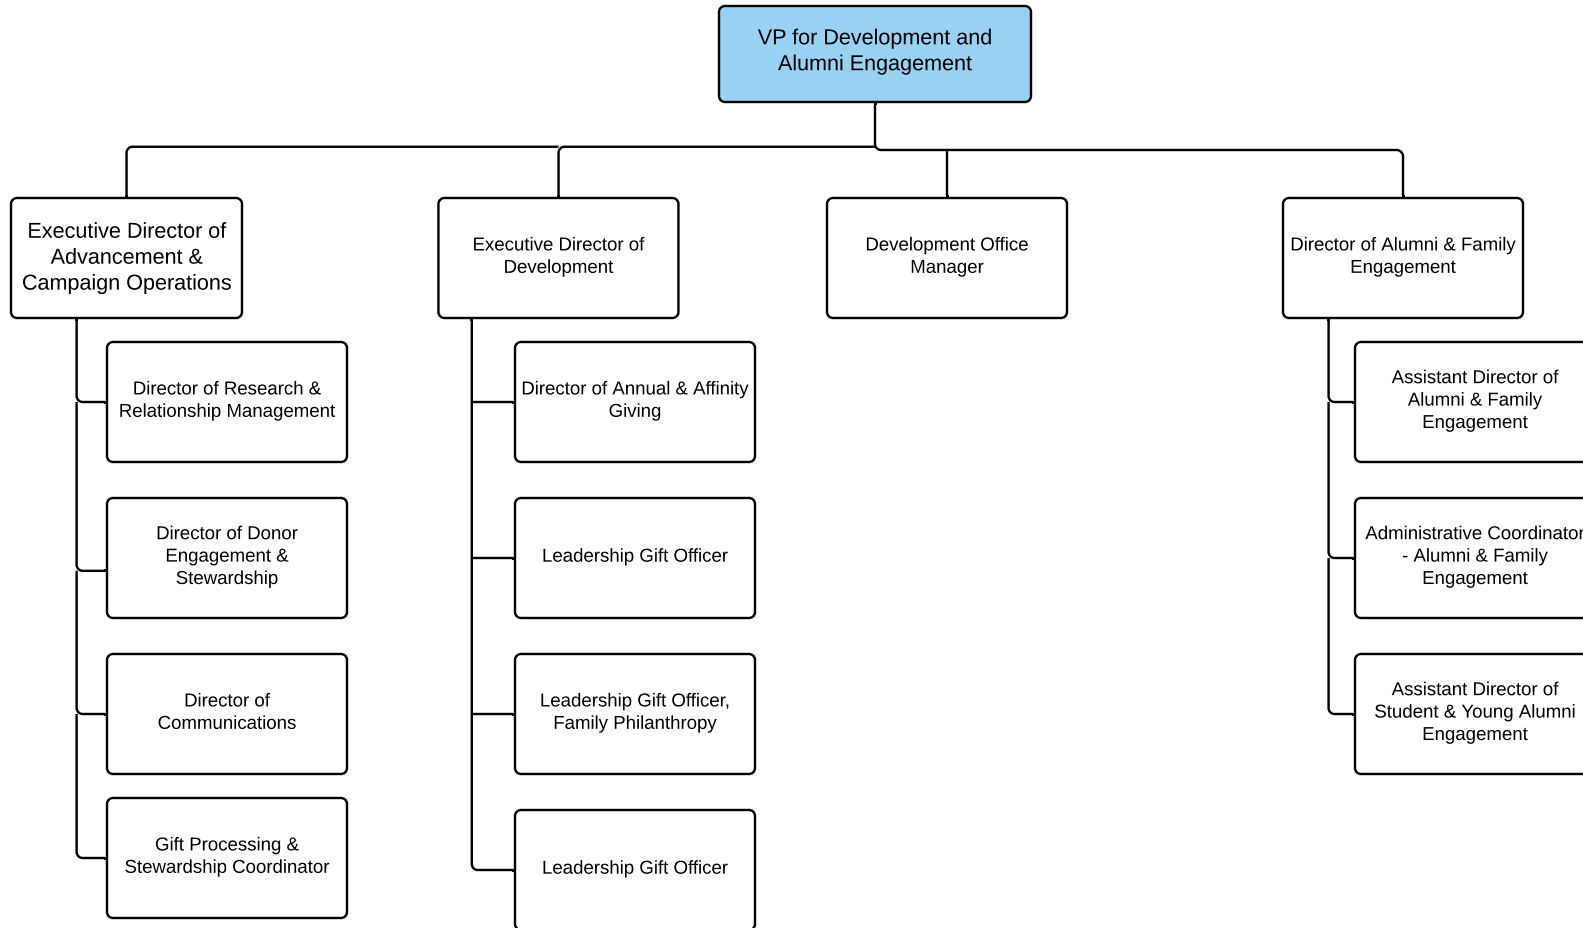 VP for Development and
Alumni Engagement
Executive Director of
Advancement &
Campaign Operations
Executive Director of
Development
Development Office
Manager
Director of Alumni & Family
Engagement
Director of Research &
Relationship Management
Director of Donor
Engagement &
Stewardship
Director of
Communications
Gift Processing &
Stewardship Coordinator
Director of Annual & Affinity
Giving
Leadership Gift Officer
Leadership Gift Officer,
Family Philanthropy
Leadership Gift Officer
Assistant Director of
Alumni & Family
Engagement
Administrative Coordinator
- Alumni & Family
Engagement
Assistant Director of
Student & Young Alumni
Engagement